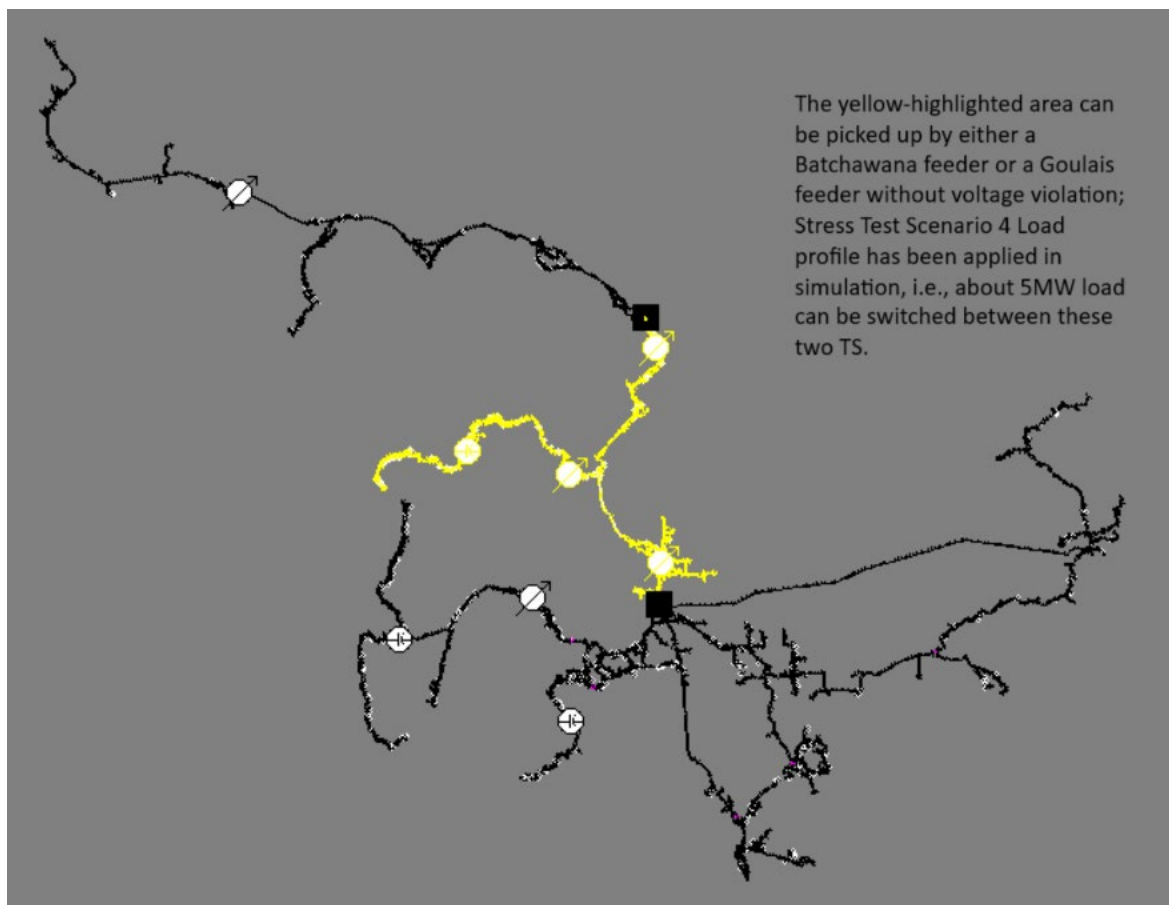 The yellow-highlighted area can
be picked up by either a
Batchawana feeder or a Goulais
feeder without voltage violation;
Stress Test Scenario 4 Load
profile has been applied in
simulation, i.e., about 5MW load
can be switched between these
two TS.